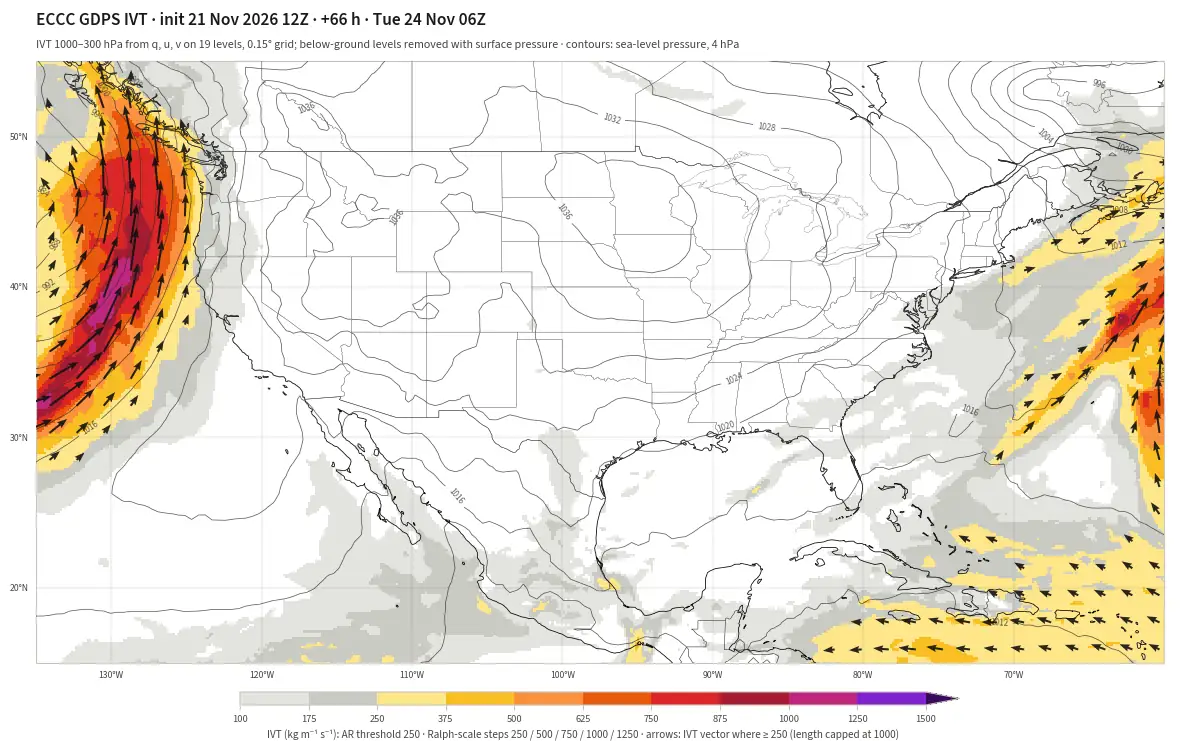 ECCC GDPS IVT · init 21 Nov 2026 12Z · +66 h · Tue 24 Nov 06Z
IVT 1000–300 hPa from q, u, v on 19 levels, 0.15° grid; below-ground levels removed with surface pressure · contours: sea-level pressure, 4 hPa
996
1036
1032
1028
1004
1000
50°N
1036
1036
1008
1012
988
992
40°N
1024
1016
1020
1016
30°N
1016
20°N
1012
130°W 120°W 110°W 100°W 90°W 80°W 70°W
100 175 250 375 500 625 750 875 1000 1250 1500
IVT (kg m⁻¹ s⁻¹): AR threshold 250 · Ralph-scale steps 250 / 500 / 750 / 1000 / 1250 · arrows: IVT vector where ≥ 250 (length capped at 1000)